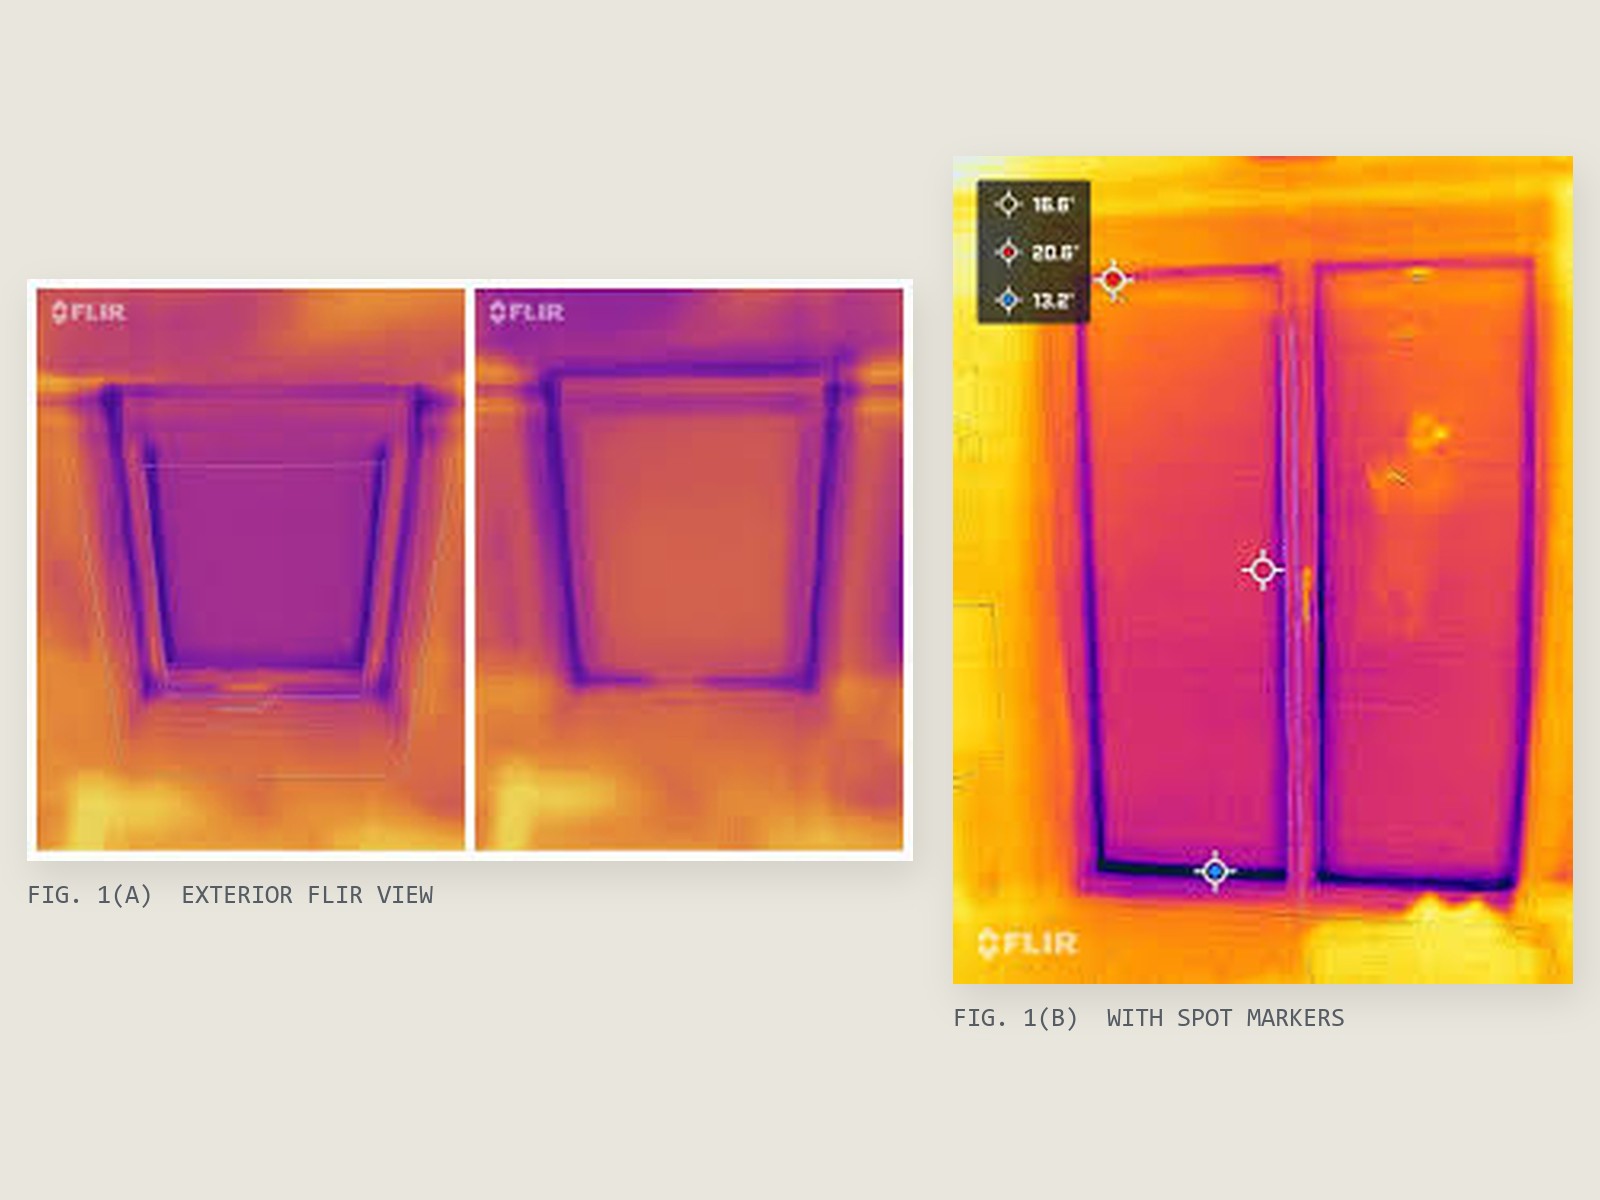 FLIR
FLIR
FIG. 1(A) EXTERIOR FLIR VIEW
16.6°
20.6°
13.2°
FLIR
FIG. 1(B) WITH SPOT MARKERS